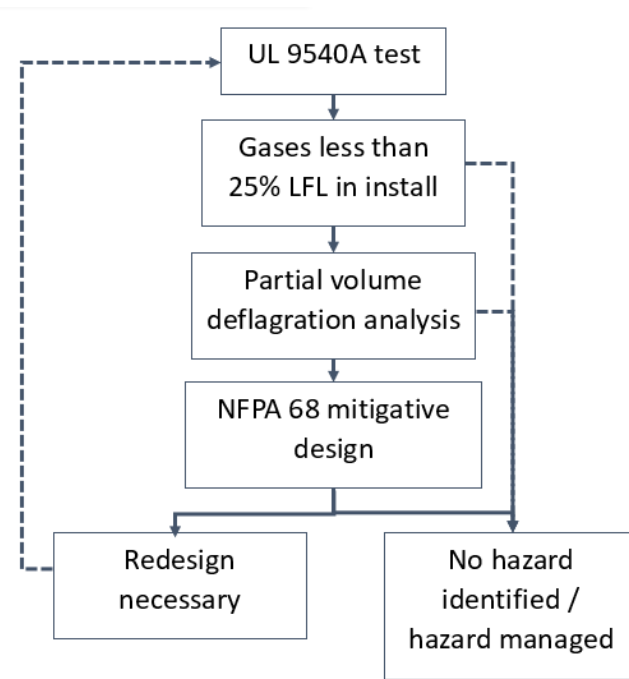 UL 9540A test
Gases less than
25% LFL in install
Partial volume
deflagration analysis
NFPA 68 mitigative
design
Redesign
necessary
No hazard
identified /
hazard managed